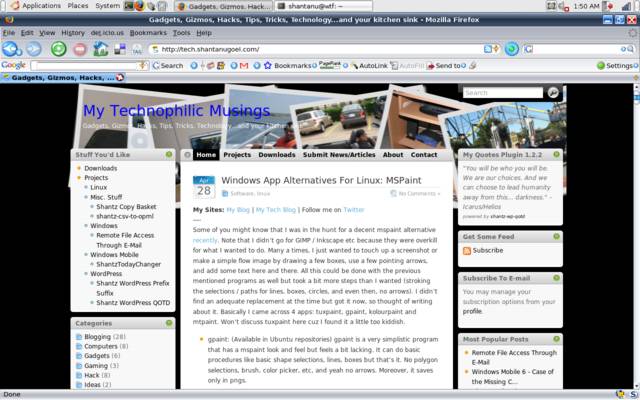 Applications Places System
Gadgets, Gizmos, Hacks,...
shantanu@wtf: ~
1:50 AM
Gadgets, Gizmos, Hacks, Tips, Tricks, Technology...and your kitchen sink - Mozilla Firefox
File Edit View History del.icio.us Bookmarks Tools Help
http://tech.shantanugoel.com/
Google
Search
Bookmarks
PageRank
AutoLink
AutoFill
Send to
Settings
Gadgets, Gizmos, Hacks, ...
Search
My Technophilic Musings
Gadgets, Gizmos, Hacks, Tips, Tricks, Technology...and your kitchen sink
Stuff You'd Like
Downloads
Projects
Linux
Misc. Stuff
Shantz Copy Basket
shantz-csv-to-opml
Windows
Remote File Access
Through E-Mail
Windows Mobile
ShantzTodayChanger
WordPress
Shantz WordPress Prefix
Suffix
Shantz WordPress QOTD
Categories
Blogging (28)
Computers (8)
Gadgets (6)
Gaming (3)
Hack (8)
Ideas (2)
Home Projects Downloads Submit News/Articles About Contact
Apr
28
Windows App Alternatives For Linux: MSPaint
Software, linux
No Comments »
My Sites: My Blog | My Tech Blog | Follow me on Twitter
----
Some of you might know that I was in the hunt for a decent mspaint alternative
recently. Note that I didn't go for GIMP / Inkscape etc because they were overkill
for what I wanted to do. Many a times, I just wanted to touch up a screenshot or
make a simple flow image by drawing a few boxes, use a few pointing arrows,
and add some text here and there. All this could be done with the previous
mentioned programs as well but took a bit more steps than I wanted (stroking
the selections / paths for lines, boxes, circles, and even then, no arrows). I didn't
find an adequate replacement at the time but got it now, so thought of writing
about it. Basically I came across 4 apps: tuxpaint, gpaint, kolourpaint and
mtpaint. Won't discuss tuxpaint here cuz I found it a little too kiddish.
gpaint: (Available in Ubuntu repositories) gpaint is a very simplistic program
that has a mspaint look and feel but feels a bit lacking. It can do basic
procedures like basic shape selections, lines, boxes but that's it. No polygon
selections, brush, color picker, etc, and yeah no arrows. Moreover, it saves
only in pngs.
My Quotes Plugin 1.2.2
"You will be who you will be.
We are our choices. And we
can choose to lead humanity
away from this... darkness." -
Icarus/Helios
powered by shantz-wp-qotd
Get Some Feed
Subscribe
Subscribe To E-mail
You may manage your
subscription options from your
profile.
Most Popular Posts
Remote File Access Through
E-Mail
Windows Mobile 6 - Case of
the Missing C...
Done